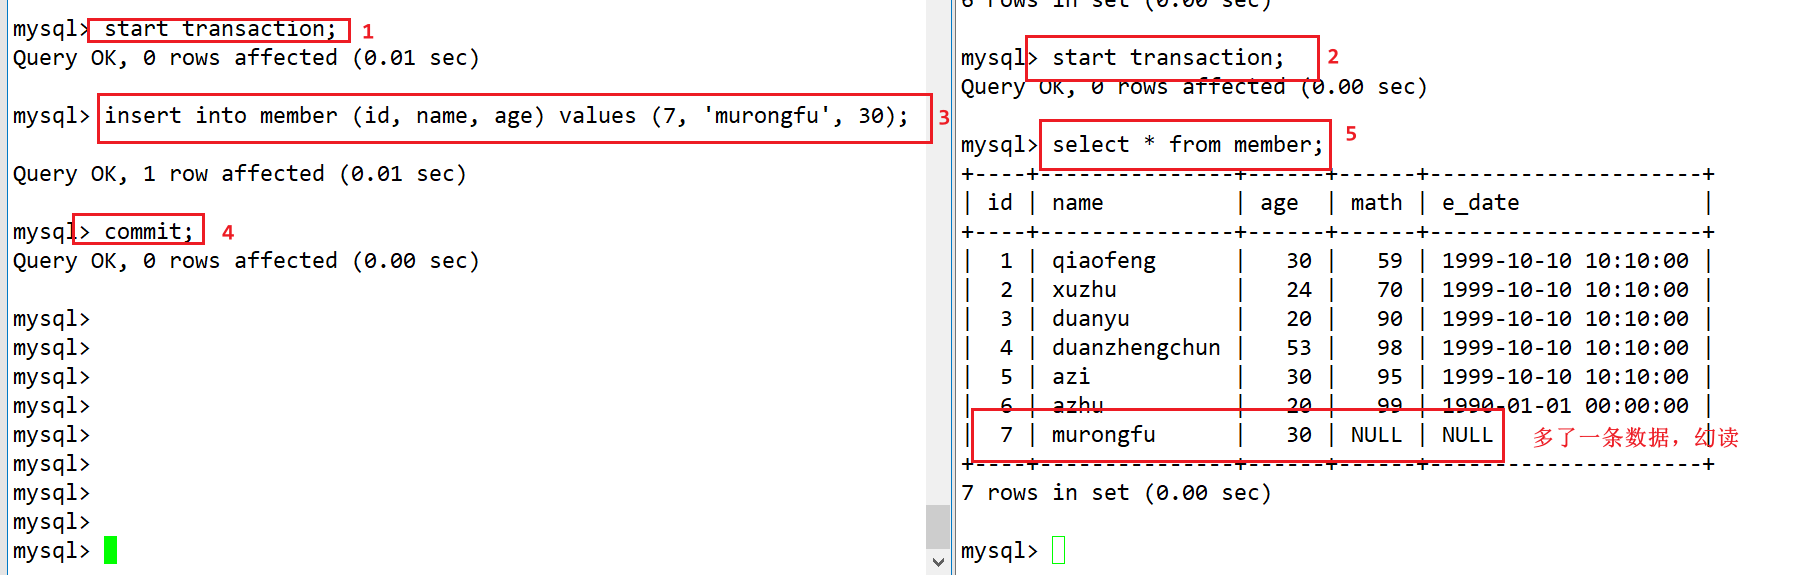 mysql> start transaction; 1
Query OK, 0 rows affected (0.01 sec)
mysql> insert into member (id, name, age) values (7, 'murongfu', 30); 3
Query OK, 1 row affected (0.01 sec)
mysql> commit; 4
Query OK, 0 rows affected (0.00 sec)
mysql>
mysql>
mysql>
mysql>
mysql>
mysql>
mysql>
mysql>
mysql>
6 rows in set (0.00 sec)
mysql> start transaction; 2
Query OK, 0 rows affected (0.00 sec)
mysql> select * from member; 5
+----+---------------+------+------+---------------------+
| id | name | age | math | e_date |
+----+---------------+------+------+---------------------+
| 1 | qiaofeng | 30 | 59 | 1999-10-10 10:10:00 |
| 2 | xuzhu | 24 | 70 | 1999-10-10 10:10:00 |
| 3 | duanyu | 20 | 90 | 1999-10-10 10:10:00 |
| 4 | duanzhengchun | 53 | 98 | 1999-10-10 10:10:00 |
| 5 | azi | 30 | 95 | 1999-10-10 10:10:00 |
| 6 | azhu | 20 | 99 | 1990-01-01 00:00:00 |
| 7 | murongfu | 30 | NULL | NULL | 多了一条数据，幻读
+----+---------------+------+------+---------------------+
7 rows in set (0.00 sec)
mysql>